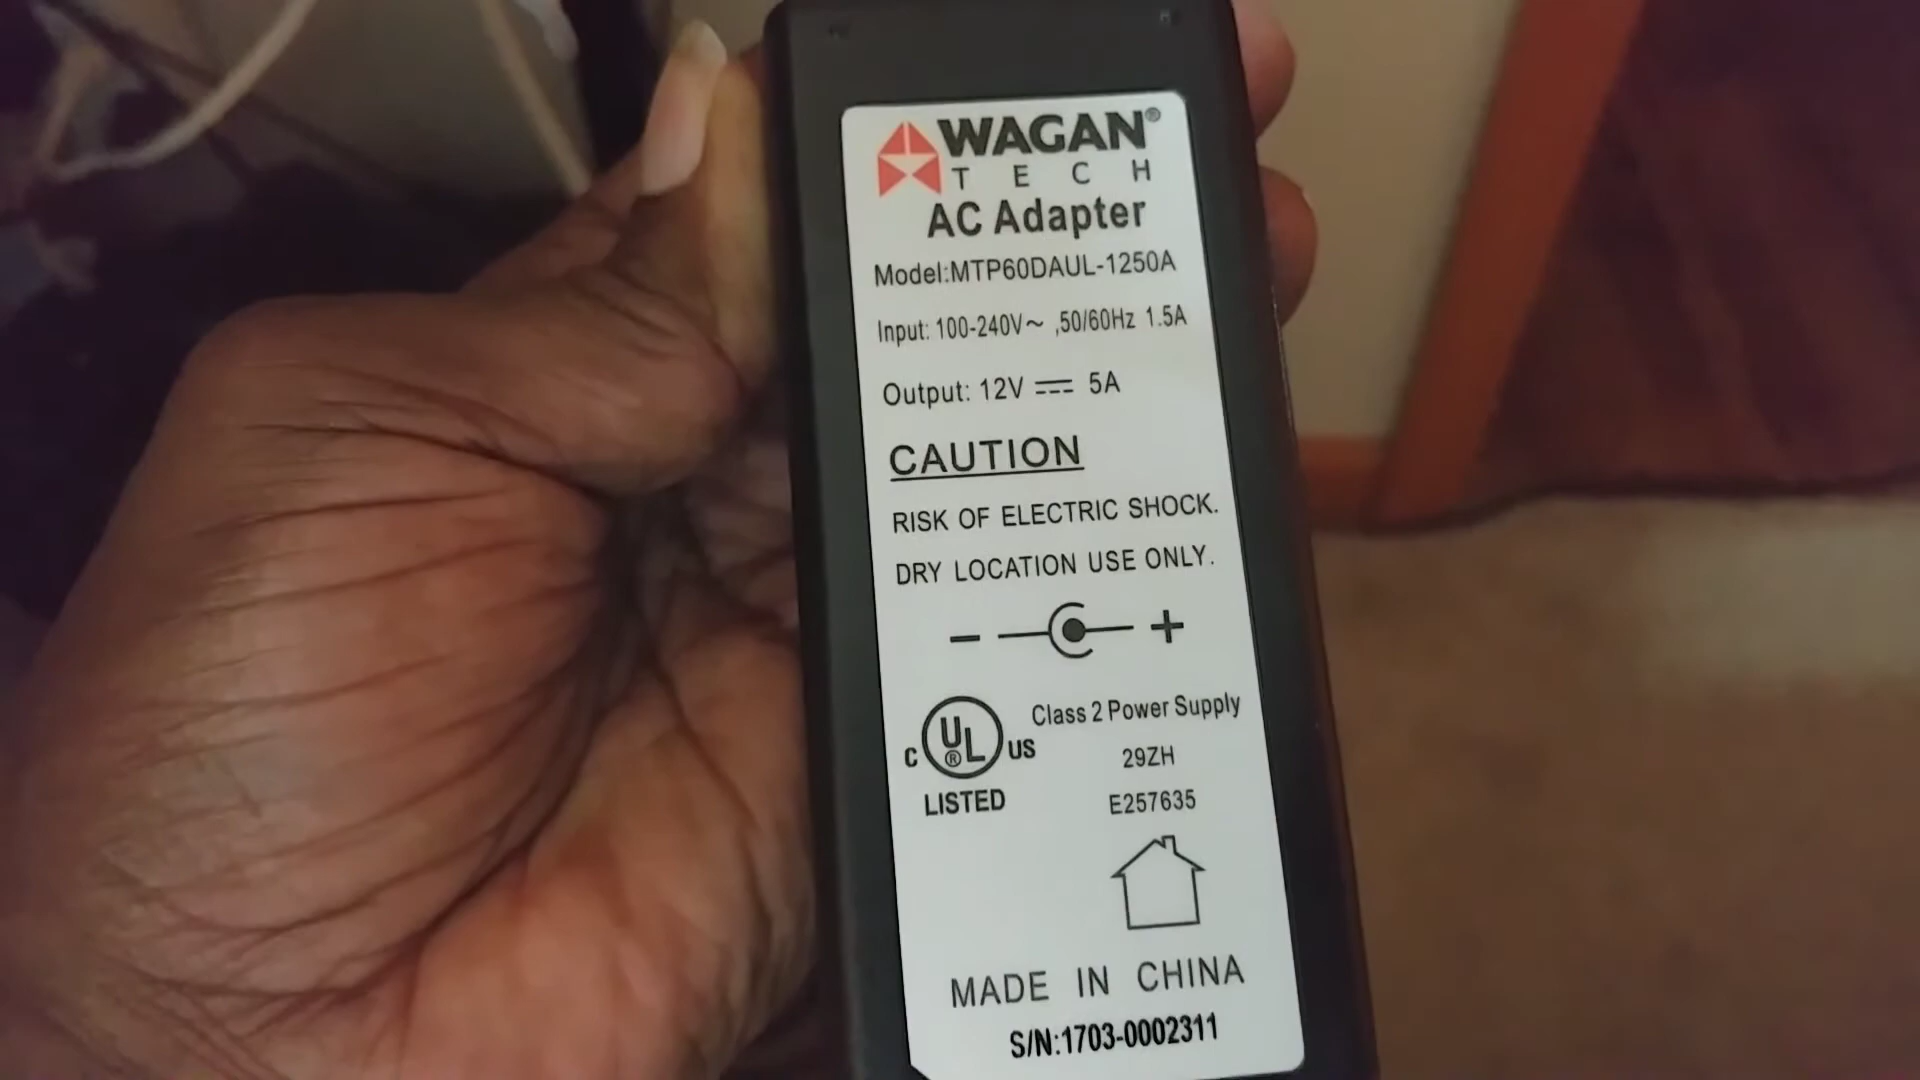 WAGAN®
TECH
AC Adapter
Model:MTP60DAUL-1250A
Input: 100-240V~ ,50/60Hz 1.5A
Output: 12V ⎓ 5A
CAUTION
RISK OF ELECTRIC SHOCK.
DRY LOCATION USE ONLY.
− +
Class 2 Power Supply
C UL® US
29ZH
LISTED
E257635
MADE IN CHINA
S/N:1703-0002311